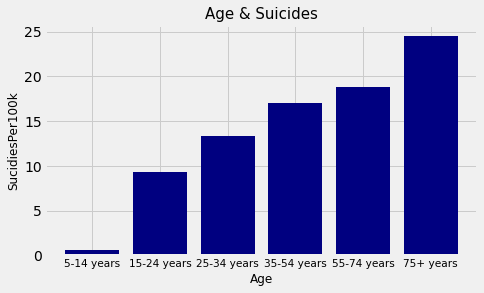 Age & Suicides
SucidiesPer100k
25
20
15
10
5
0
5-14 years 15-24 years 25-34 years 35-54 years 55-74 years 75+ years
Age